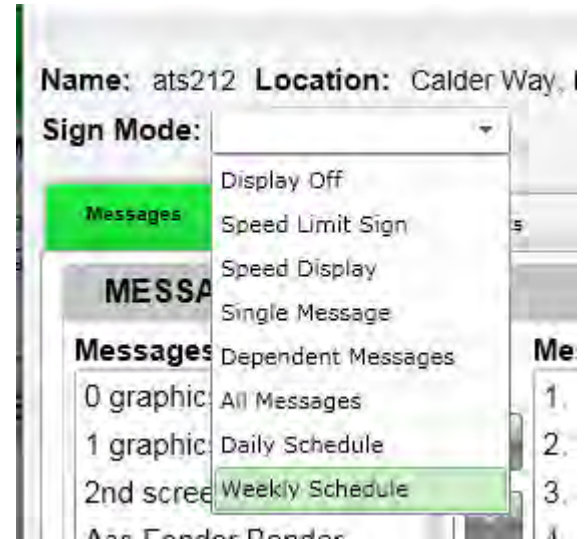 Name: ats212 Location: Calder Way,
Sign Mode:
Display Off
Messages Speed Limit Sign
Speed Display
MESSA
Single Message
Messages Dependent Messages Me
0 graphic All Messages 1.
1 graphic Daily Schedule 2.
2nd scree Weekly Schedule 3.